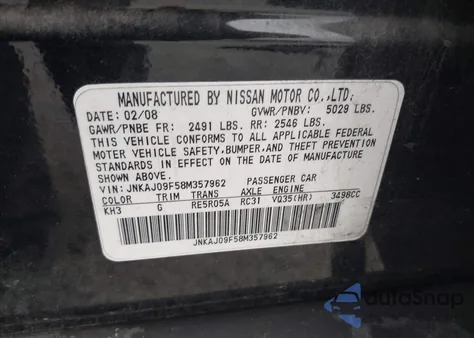 MANUFACTURED BY NISSAN MOTOR CO.,LTD.
DATE: 02/08 GVWR/PNBV: 5029 LBS.
GAWR/PNBE FR: 2491 LBS. RR: 2546 LBS.
THIS VEHICLE CONFORMS TO ALL APPLICABLE FEDERAL
MOTOR VEHICLE SAFETY, BUMPER, AND THEFT PREVENTION
STANDARDS IN EFFECT ON THE DATE OF MANUFACTURE
SHOWN ABOVE.
VIN: JNKAJ09F58M357962 PASSENGER CAR
COLOR TRIM TRANS AXLE ENGINE
KH3 G RE5R05A RC31 VQ35(HR) 3498CC
JNKAJ09F58M357962
AutoSnap